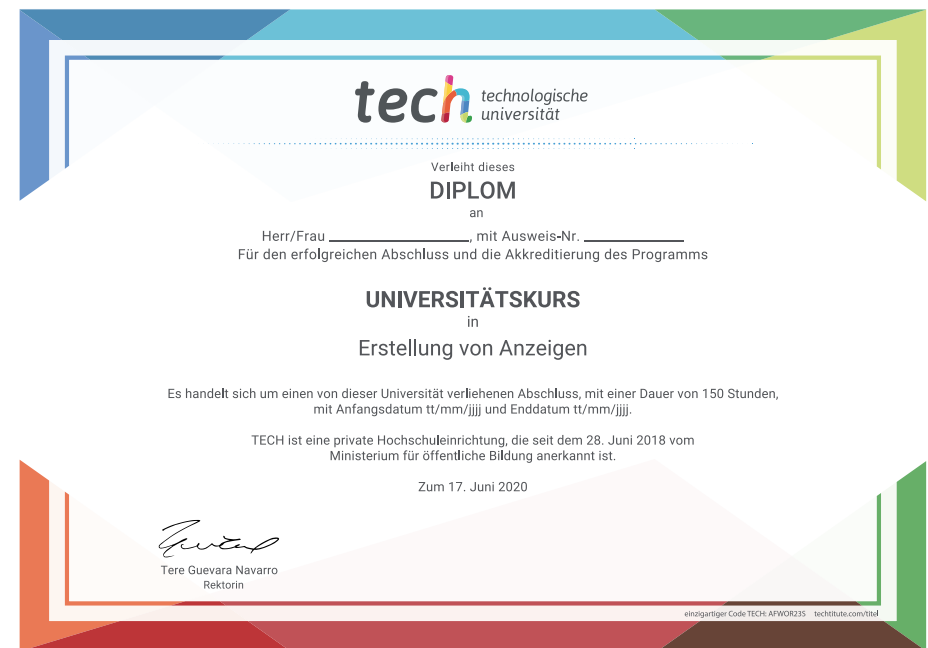 tech technologische
universität
Verleiht dieses
DIPLOM
an
Herr/Frau ____________, mit Ausweis-Nr. ____________
Für den erfolgreichen Abschluss und die Akkreditierung des Programms
UNIVERSITÄTSKURS
in
Erstellung von Anzeigen
Es handelt sich um einen von dieser Universität verliehenen Abschluss, mit einer Dauer von 150 Stunden,
mit Anfangsdatum tt/mm/jjjj und Enddatum tt/mm/jjjj.
TECH ist eine private Hochschuleinrichtung, die seit dem 28. Juni 2018 vom
Ministerium für öffentliche Bildung anerkannt ist.
Zum 17. Juni 2020
Tere Guevara Navarro
Rektorin
einzigartiger Code TECH: AFWOR23S techtitute.com/titel